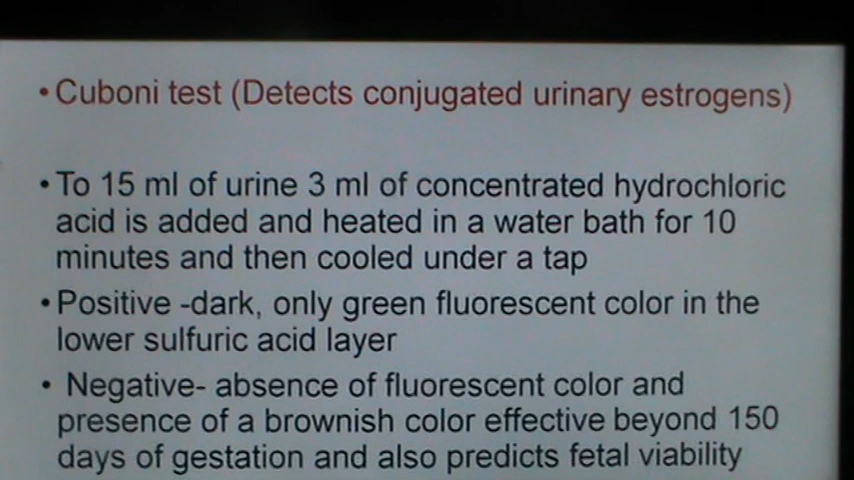 • Cuboni test (Detects conjugated urinary estrogens)
• To 15 ml of urine 3 ml of concentrated hydrochloric
acid is added and heated in a water bath for 10
minutes and then cooled under a tap
• Positive -dark, only green fluorescent color in the
lower sulfuric acid layer
• Negative- absence of fluorescent color and
presence of a brownish color effective beyond 150
days of gestation and also predicts fetal viability